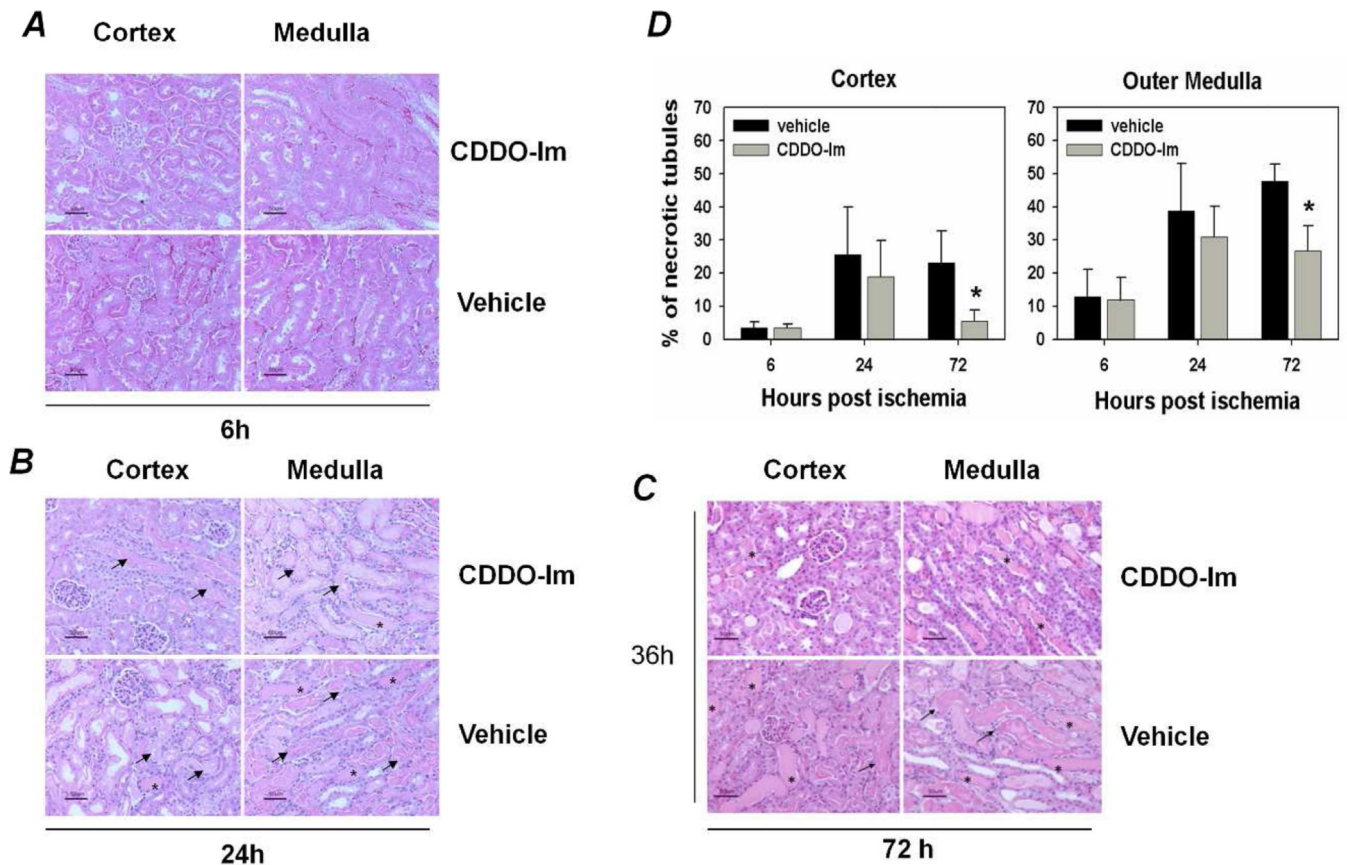 A
Cortex Medulla
CDDO-Im
Vehicle
6h
B
Cortex Medulla
CDDO-Im
Vehicle
24h
D
Cortex
% of necrotic tubules
70
60
50
40
30
20
10
0
vehicle
CDDO-Im
*
6 24 72
Hours post ischemia
Outer Medulla
70
60
50
40
30
20
10
0
vehicle
CDDO-Im
*
6 24 72
Hours post ischemia
C
Cortex Medulla
36h
CDDO-Im
Vehicle
72 h